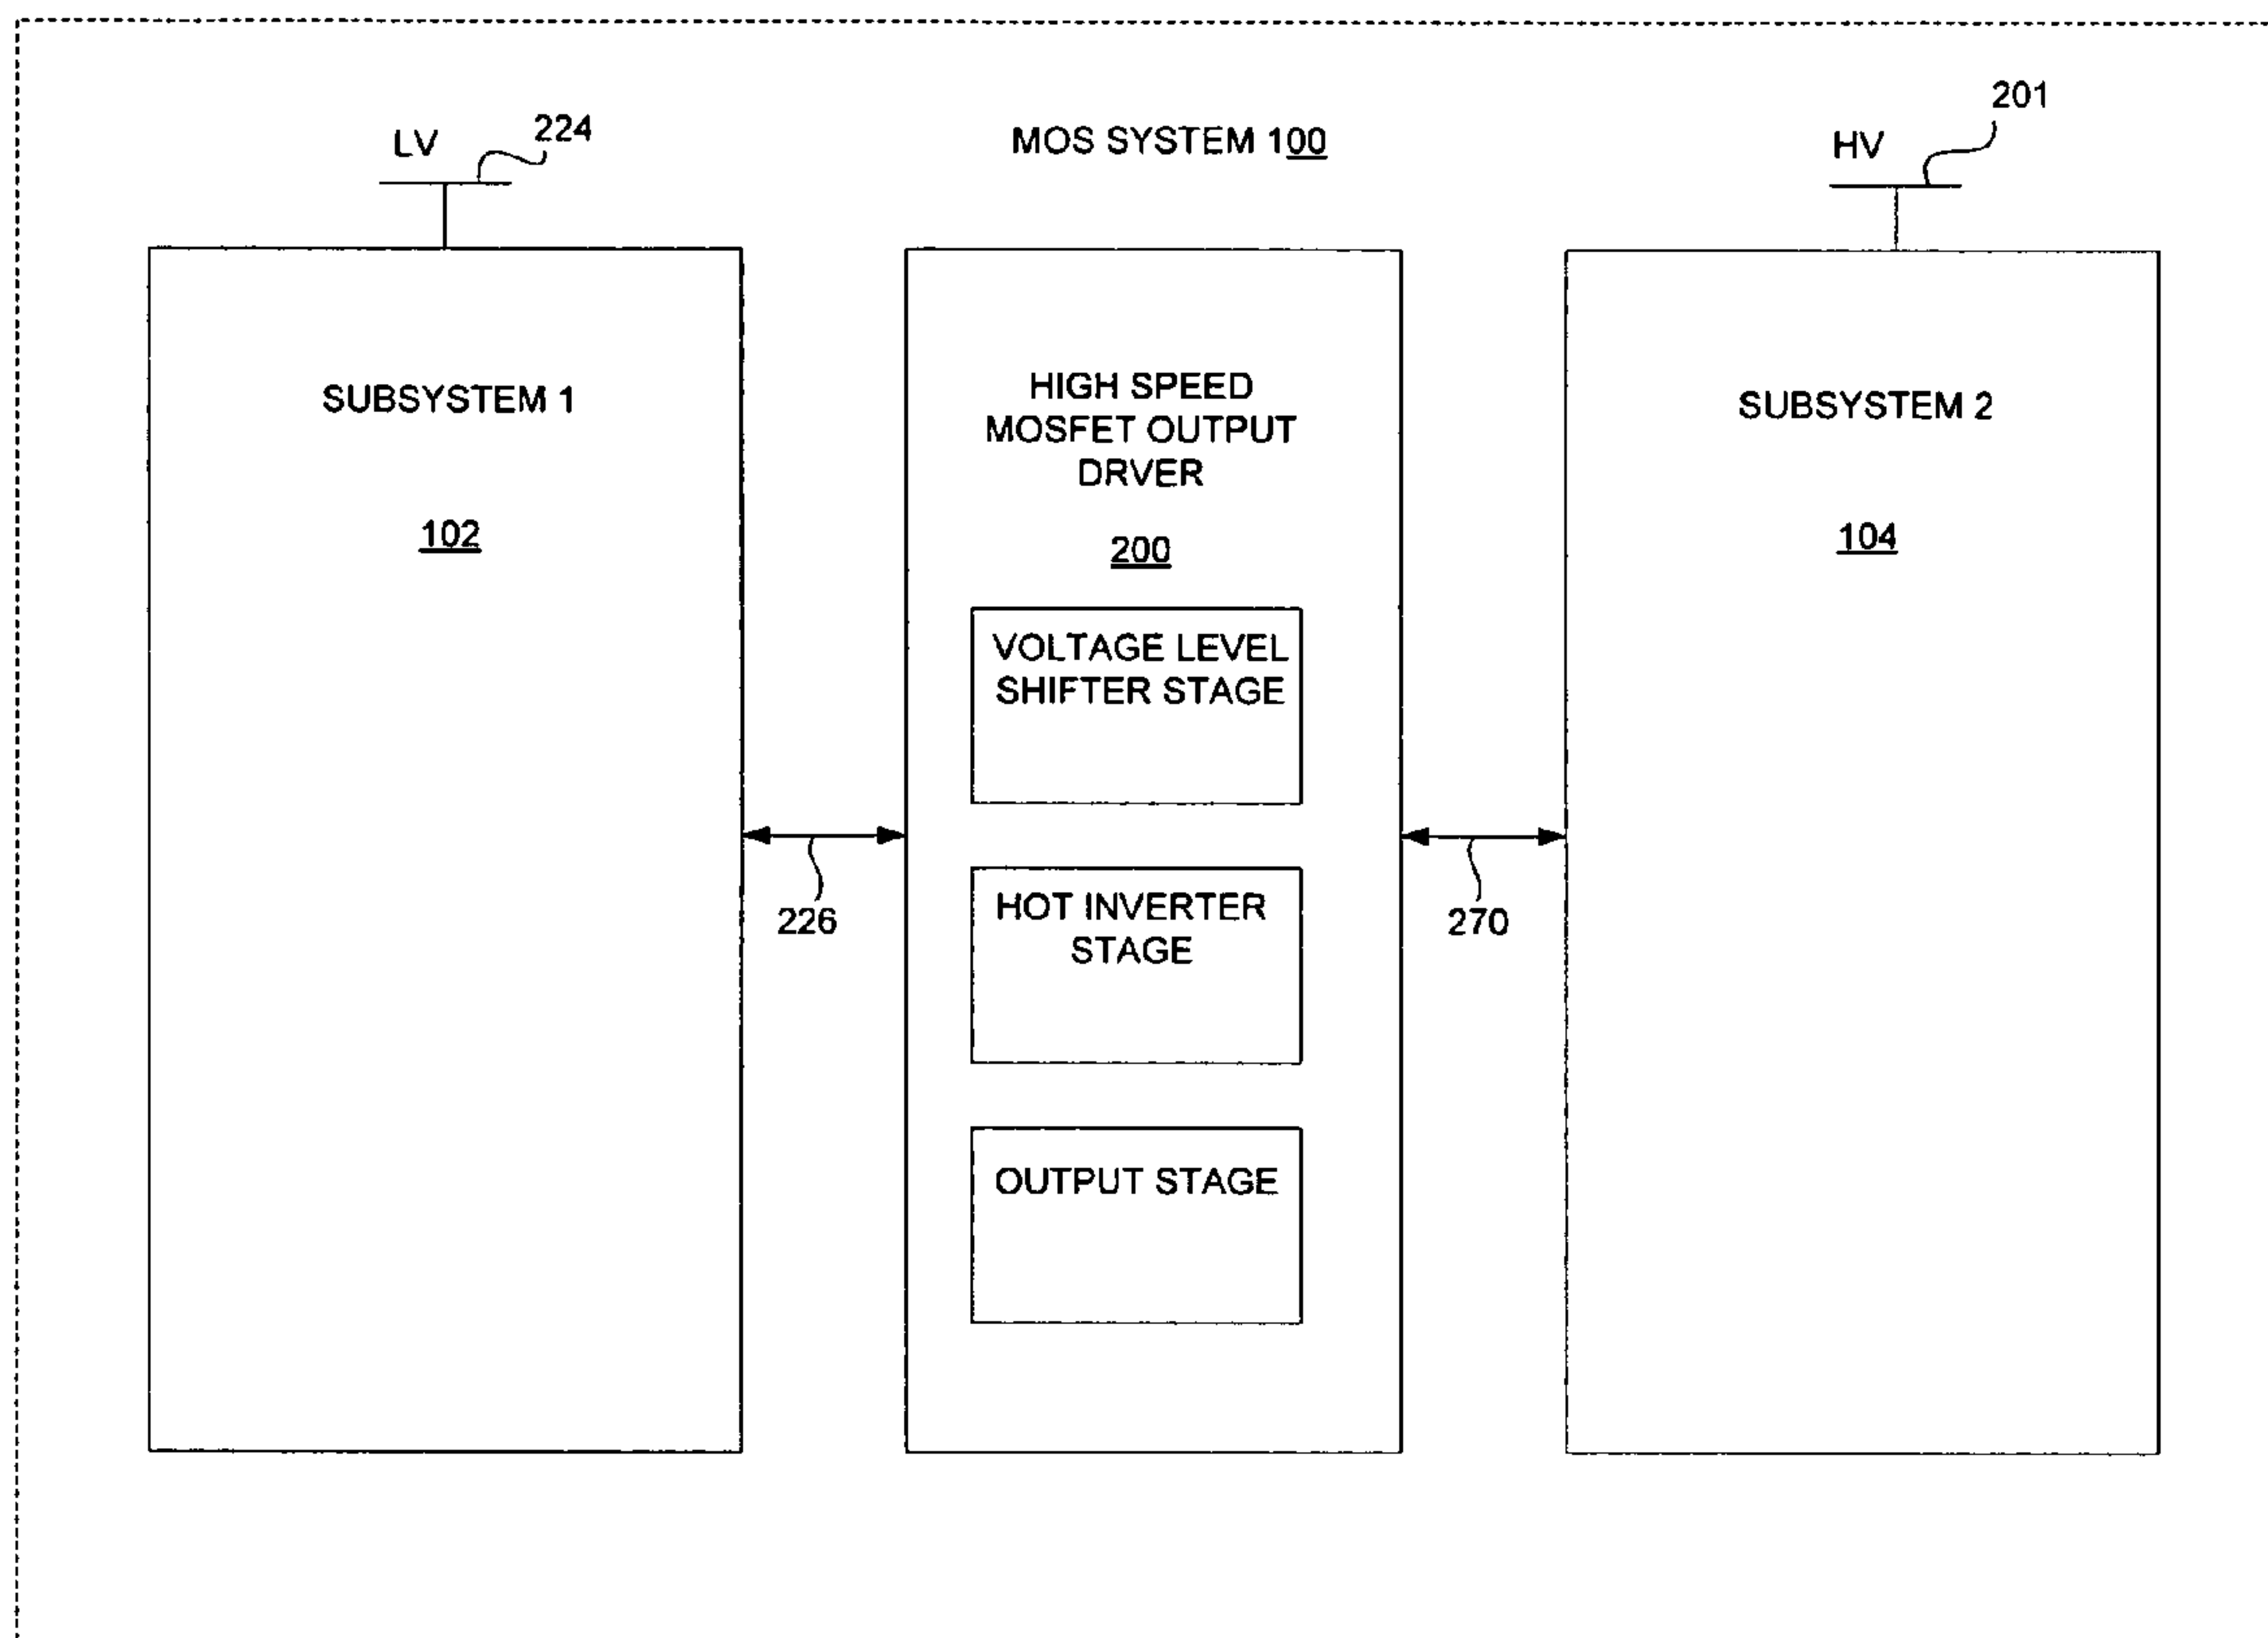 MOS SYSTEM 100
LV
224
HV
201
SUBSYSTEM 1
102
HIGH SPEED
MOSFET OUTPUT
DRVER
200
VOLTAGE LEVEL
SHIFTER STAGE
HOT INVERTER
STAGE
OUTPUT STAGE
SUBSYSTEM 2
104
226
270